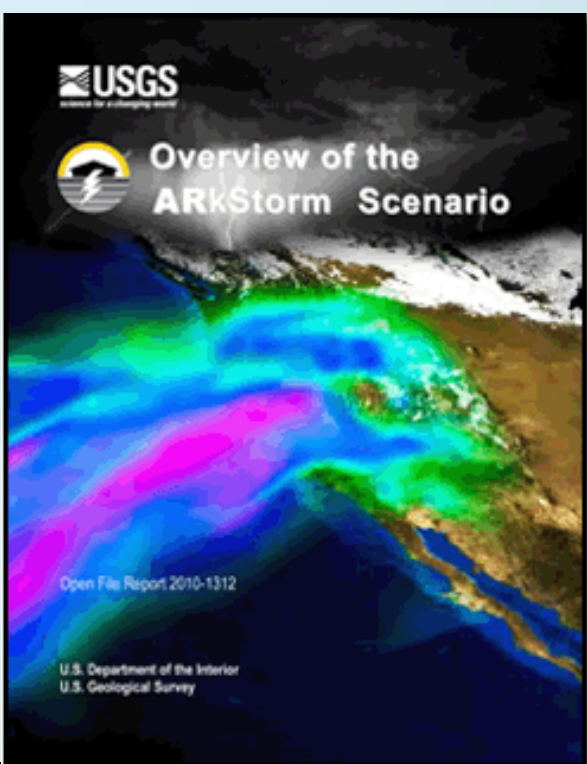 USGS
science for a changing world
Overview of the
ARkStorm Scenario
Open File Report 2010-1312
U.S. Department of the Interior
U.S. Geological Survey